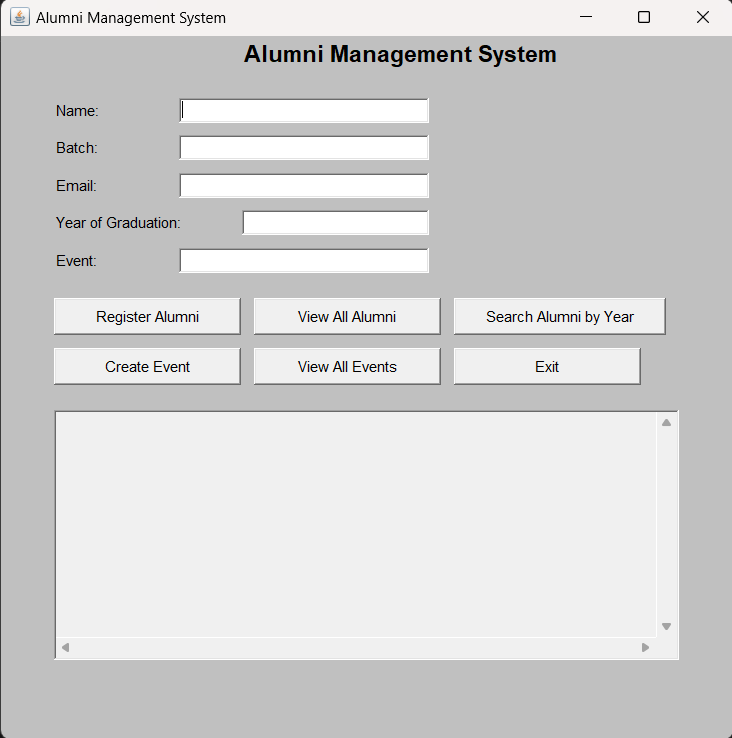 Alumni Management System
Alumni Management System
Name:
Batch:
Email:
Year of Graduation:
Event:
Register Alumni View All Alumni Search Alumni by Year
Create Event View All Events Exit